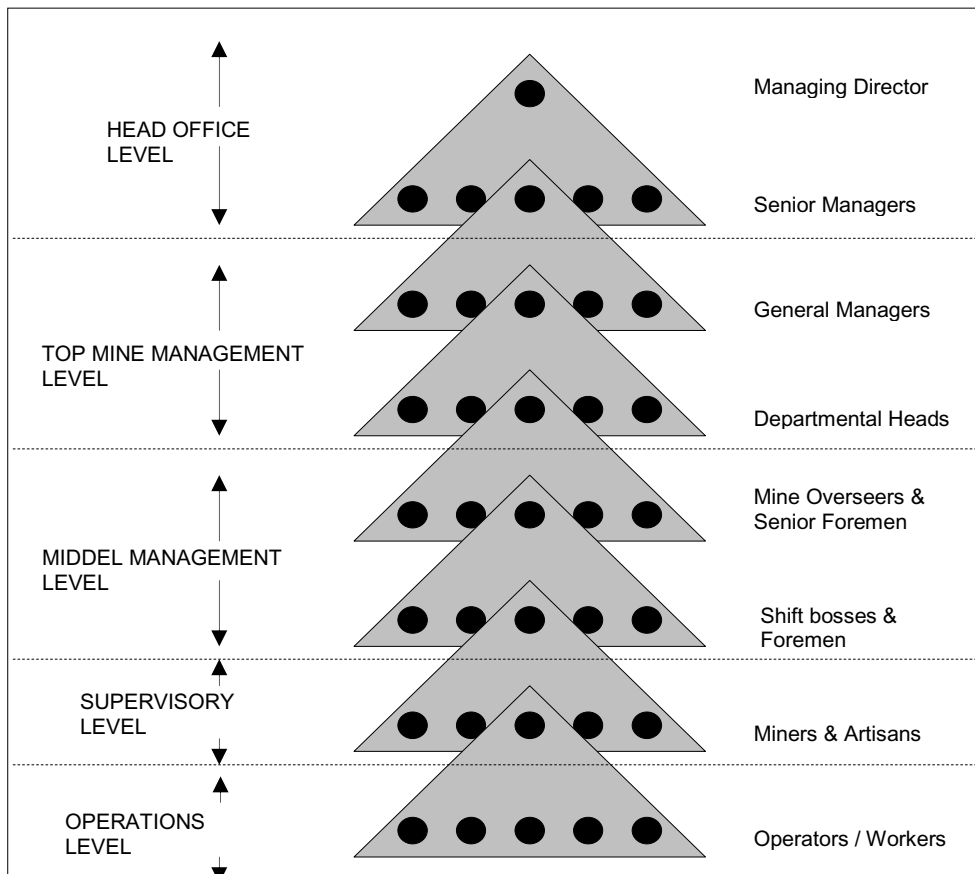 Managing Director
HEAD OFFICE
LEVEL
Senior Managers
General Managers
TOP MINE MANAGEMENT
LEVEL
Departmental Heads
Mine Overseers &
Senior Foremen
MIDDEL MANAGEMENT
LEVEL
Shift bosses &
Foremen
SUPERVISORY
LEVEL
Miners & Artisans
OPERATIONS
LEVEL
Operators / Workers